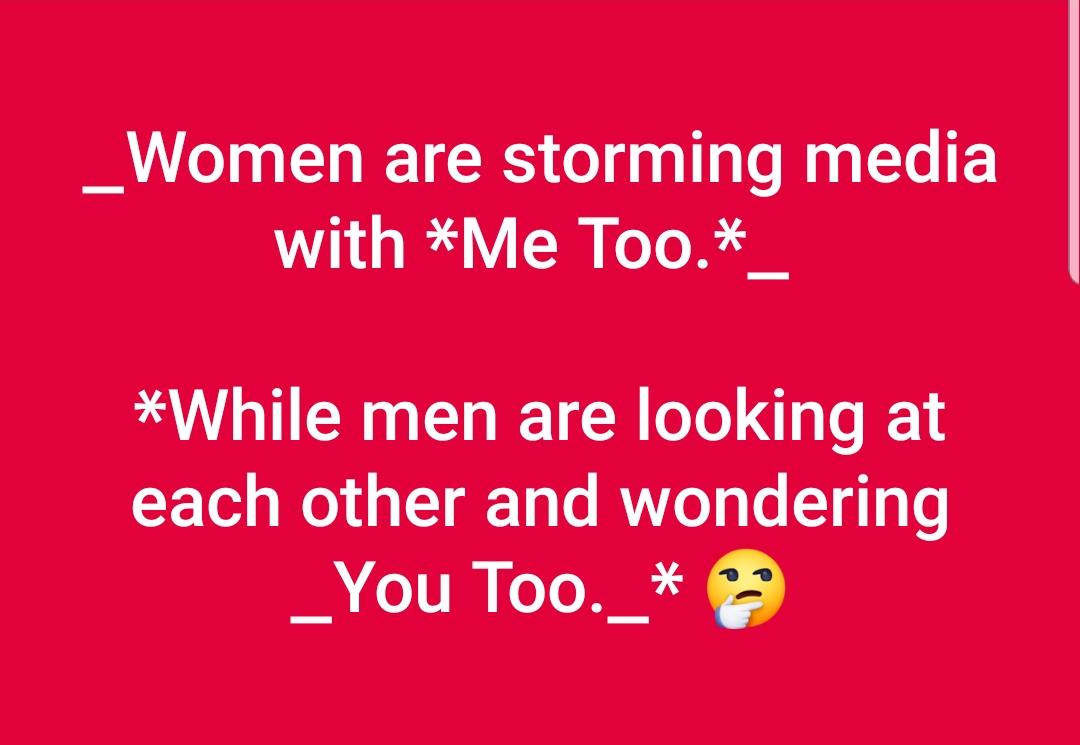 _Women are storming media
with *Me Too.*_
*While men are looking at
each other and wondering
_You Too._* 🤔